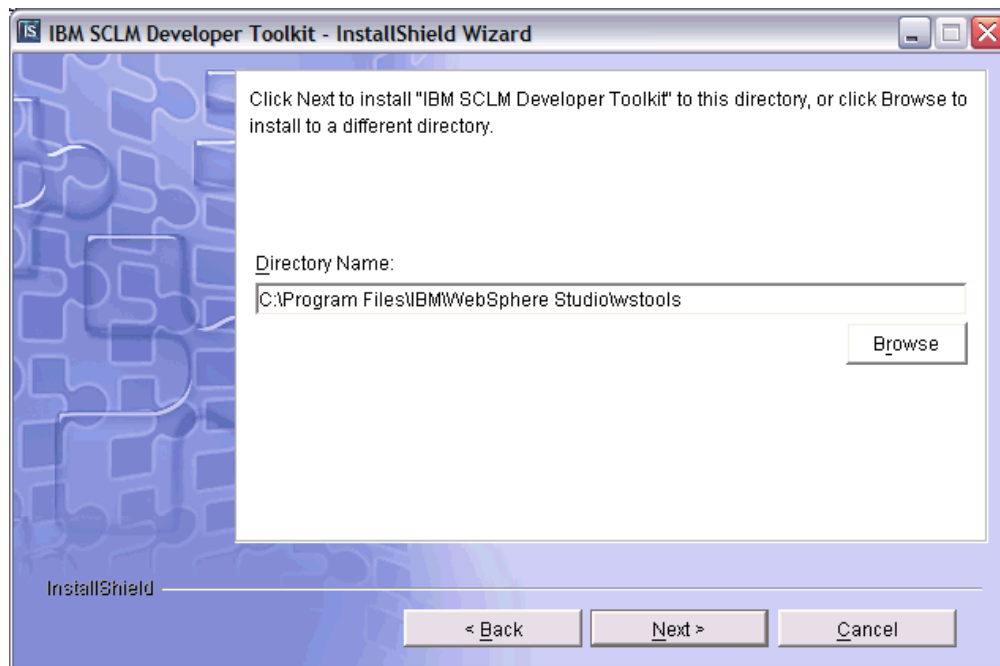 IS IBM SCLM Developer Toolkit - InstallShield Wizard
Click Next to install "IBM SCLM Developer Toolkit" to this directory, or click Browse to
install to a different directory.
Directory Name:
C:\Program Files\IBM\WebSphere Studio\wstools
Browse
InstallShield
< Back Next > Cancel